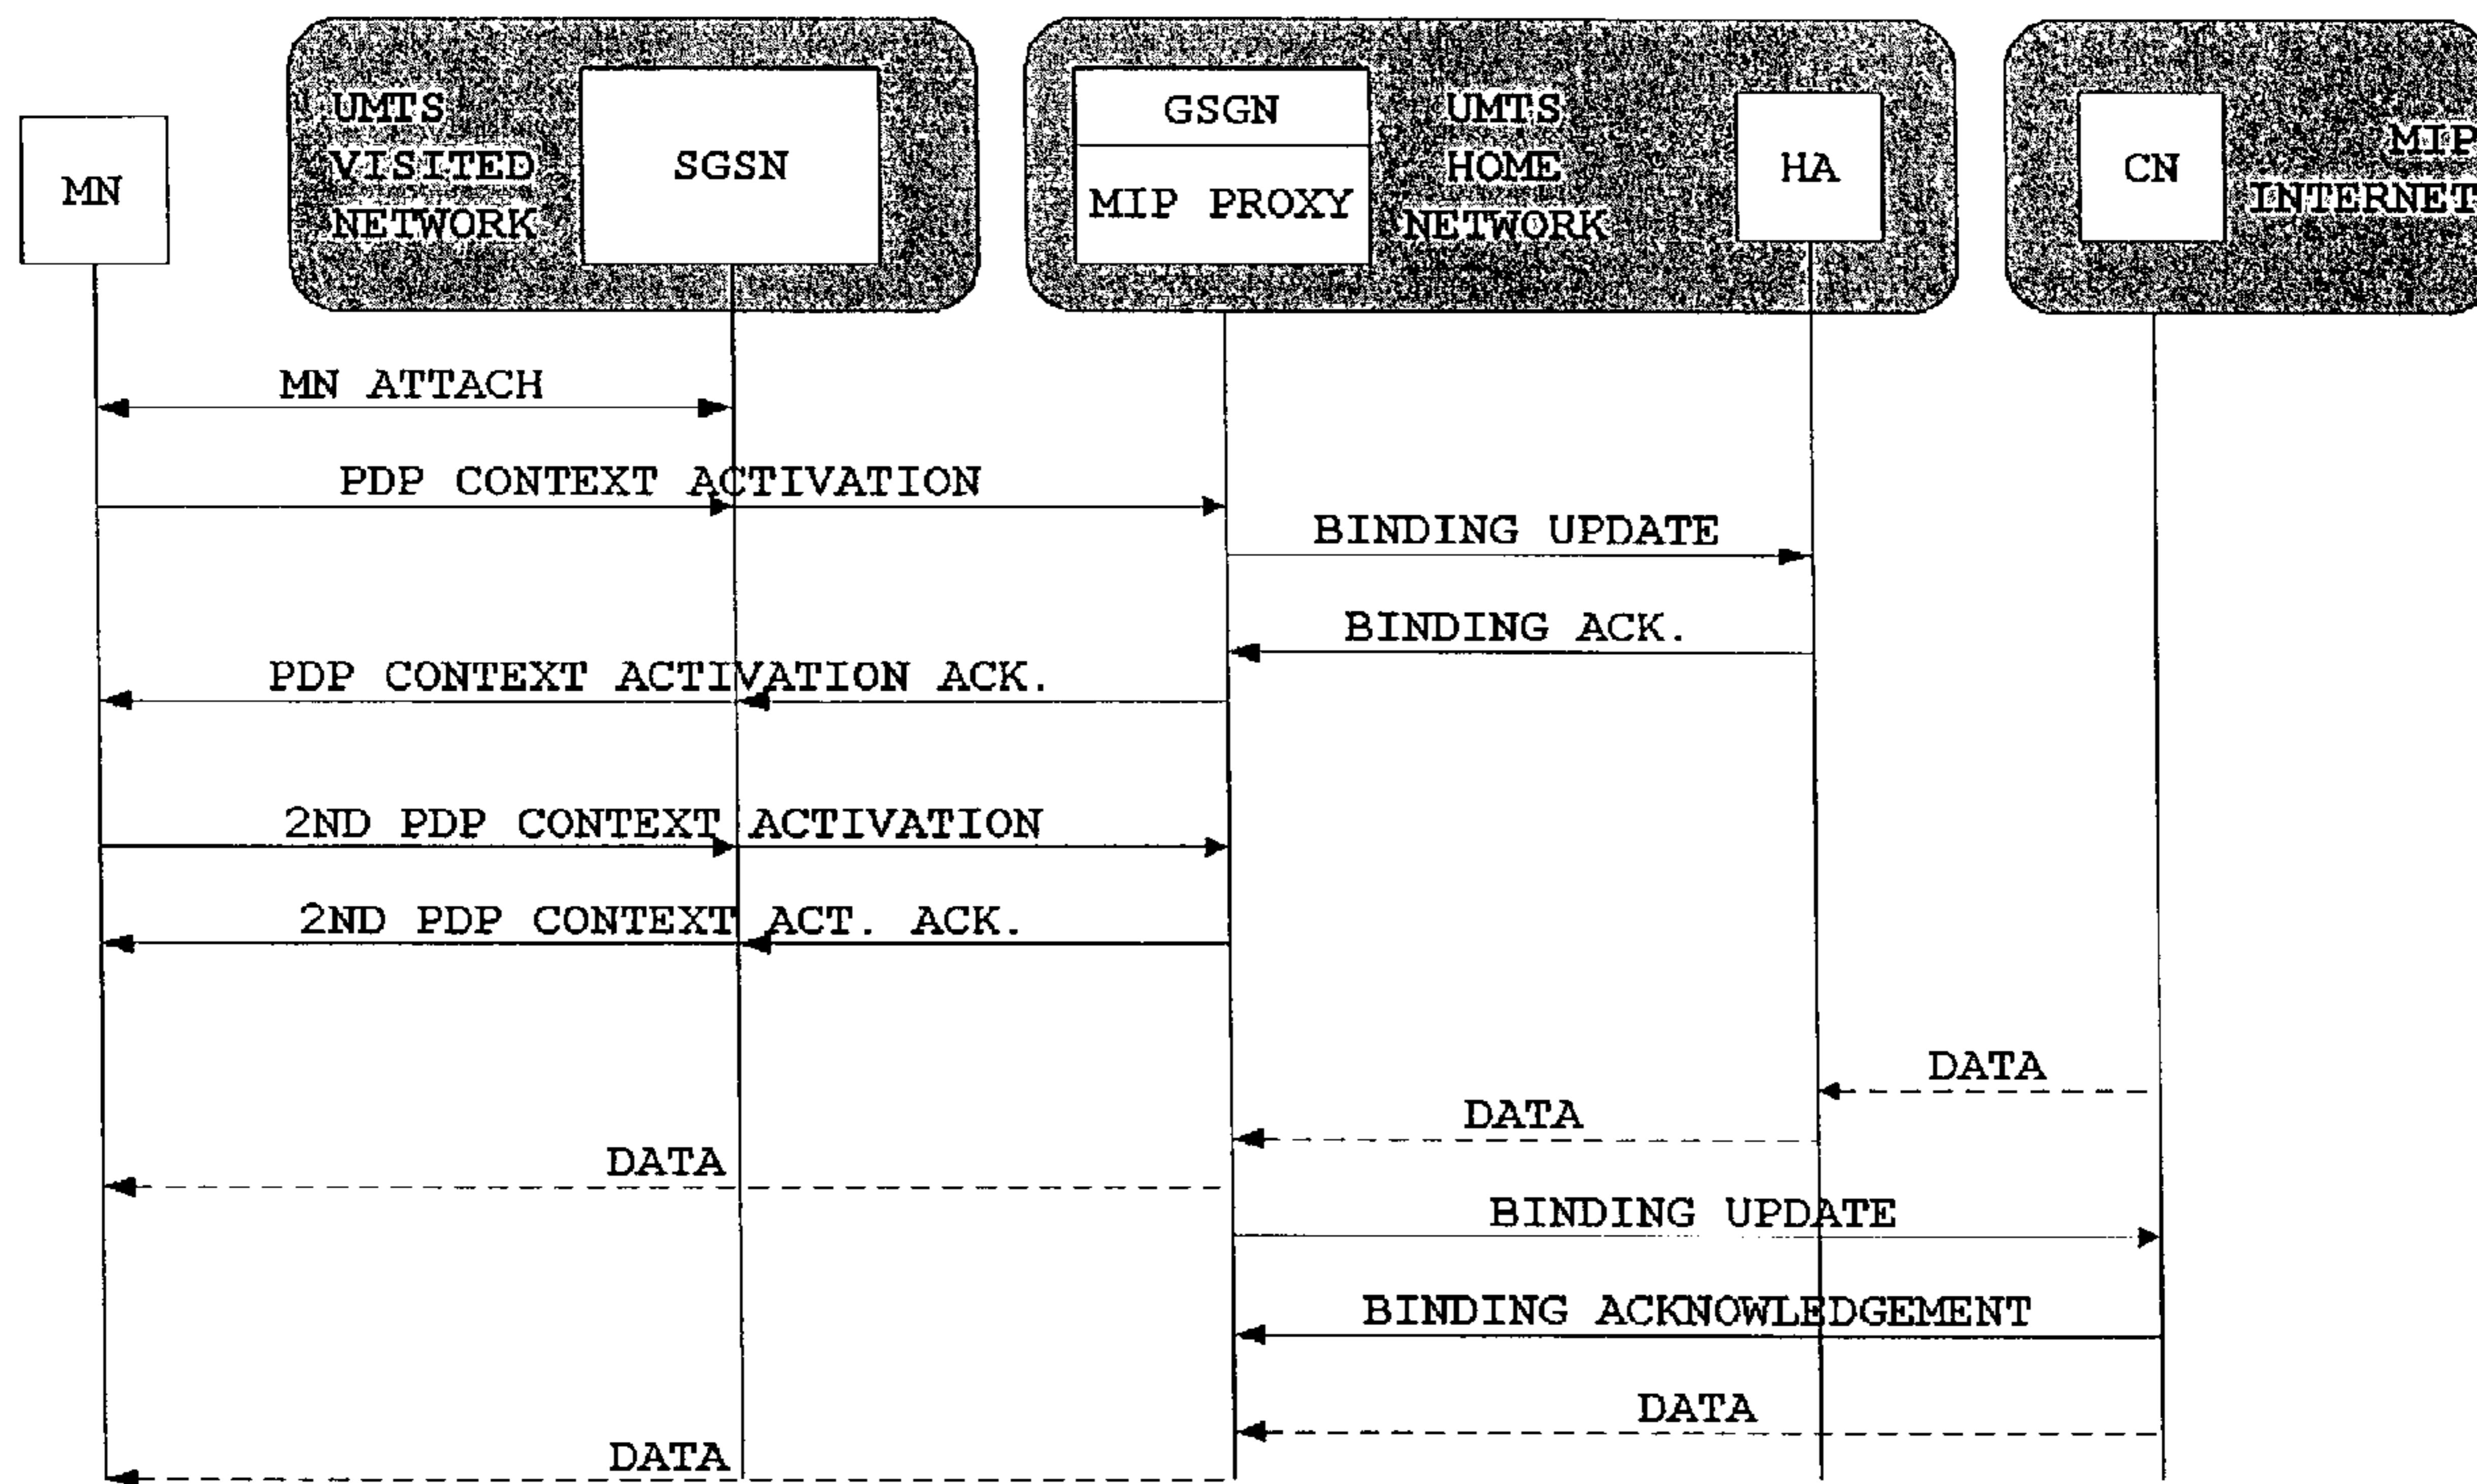 MN
UMTS
VISITED
NETWORK
SGSN
GSGN
MIP PROXY
UMTS
HOME
NETWORK
HA
CN
MIP
INTERNET
MN ATTACH
PDP CONTEXT ACTIVATION
BINDING UPDATE
BINDING ACK.
PDP CONTEXT ACTIVATION ACK.
2ND PDP CONTEXT ACTIVATION
2ND PDP CONTEXT ACT. ACK.
DATA
DATA
DATA
BINDING UPDATE
BINDING ACKNOWLEDGEMENT
DATA
DATA